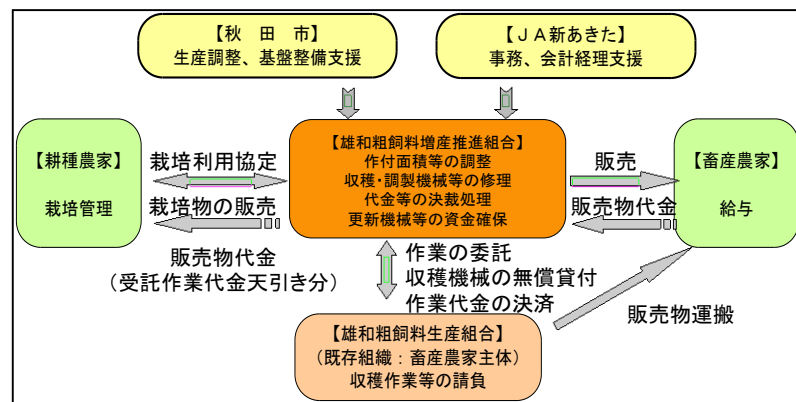 【秋　田　市】
生産調整、基盤整備支援
【ＪＡ新あきた】
事務、会計経理支援
【耕種農家】
栽培管理
栽培利用協定
栽培物の販売
販売物代金
（受託作業代金天引き分）
【雄和粗飼料増産推進組合】
作付面積等の調整
収穫・調製機械等の修理
代金等の決裁処理
更新機械等の資金確保
販売
販売物代金
【畜産農家】
給与
作業の委託
収穫機械の無償貸付
作業代金の決済
販売物運搬
【雄和粗飼料生産組合】
（既存組織：畜産農家主体）
収穫作業等の請負